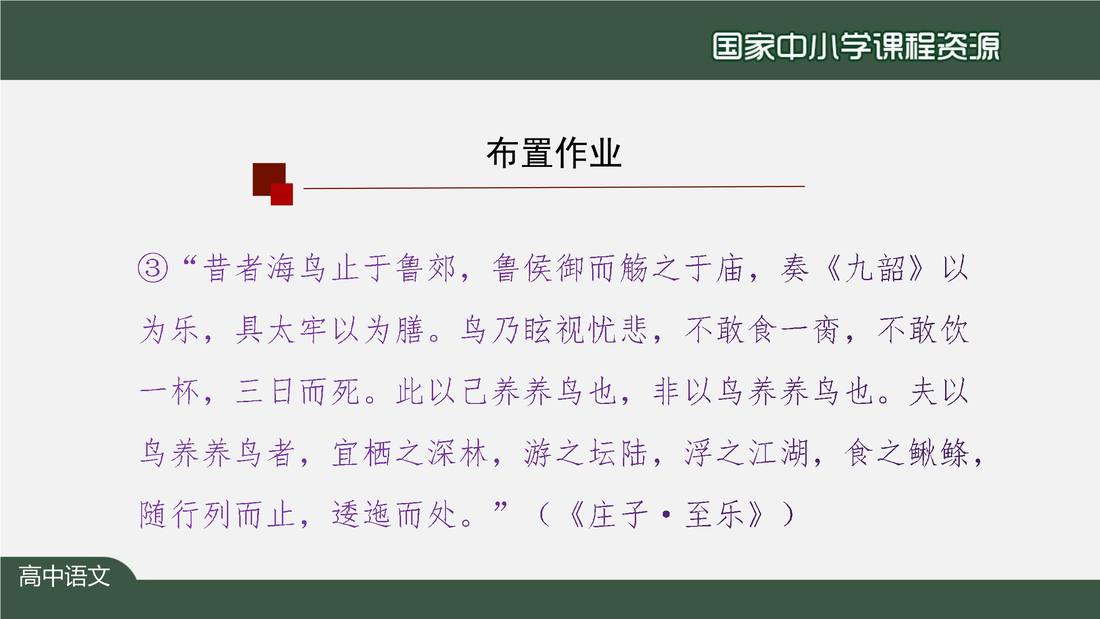 国家中小学课程资源
布置作业
③“昔者海鸟止于鲁郊，鲁侯御而觞之于庙，奏《九韶》以
为乐，具太牢以为膳。鸟乃眩视忧悲，不敢食一脔，不敢饮
一杯，三日而死。此以己养养鸟也，非以鸟养养鸟也。夫以
鸟养养鸟者，宜栖之深林，游之坛陆，浮之江湖，食之鳅鲦，
随行列而止，逶迤而处。”（《庄子·至乐》）
高中语文